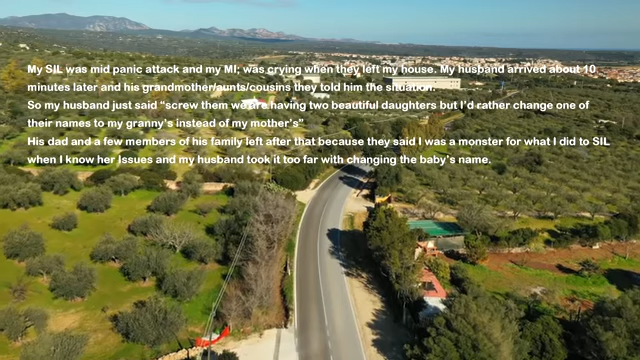 My SIL was mid panic attack and my MI; was crying when they left my house. My husband arrived about 10
minutes later and his grandmother/aunts/cousins they told him the situation.
So my husband just said “screw them we are having two beautiful daughters but I’d rather change one of
their names to my granny’s instead of my mother’s”
His dad and a few members of his family left after that because they said I was a monster for what I did to SIL
when I know her Issues and my husband took it too far with changing the baby’s name.